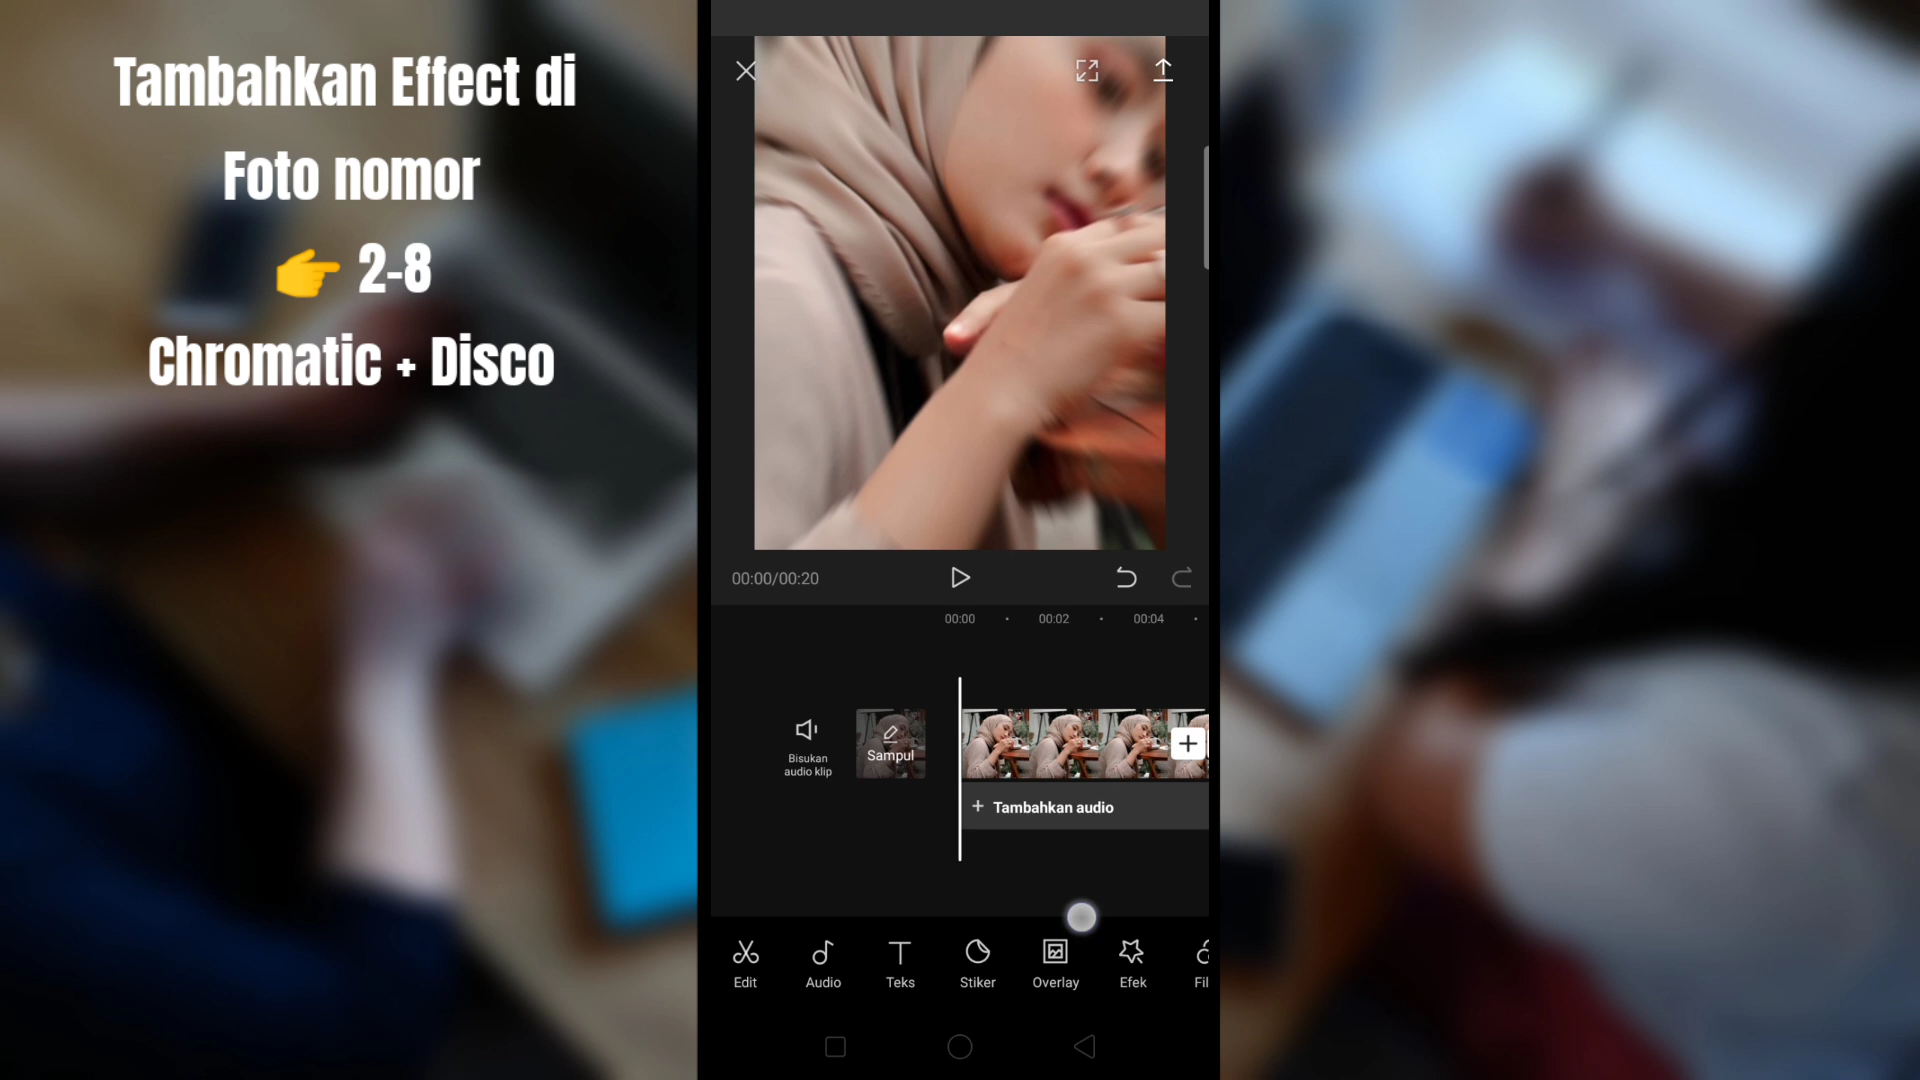 Tambahkan Effect di
Foto nomor
👉 2-8
Chromatic + Disco
00:00/00:20
00:00
00:02
00:04
Bisukan
audio klip
Sampul
+ Tambahkan audio
Edit
Audio
Teks
Stiker
Overlay
Efek
Fil